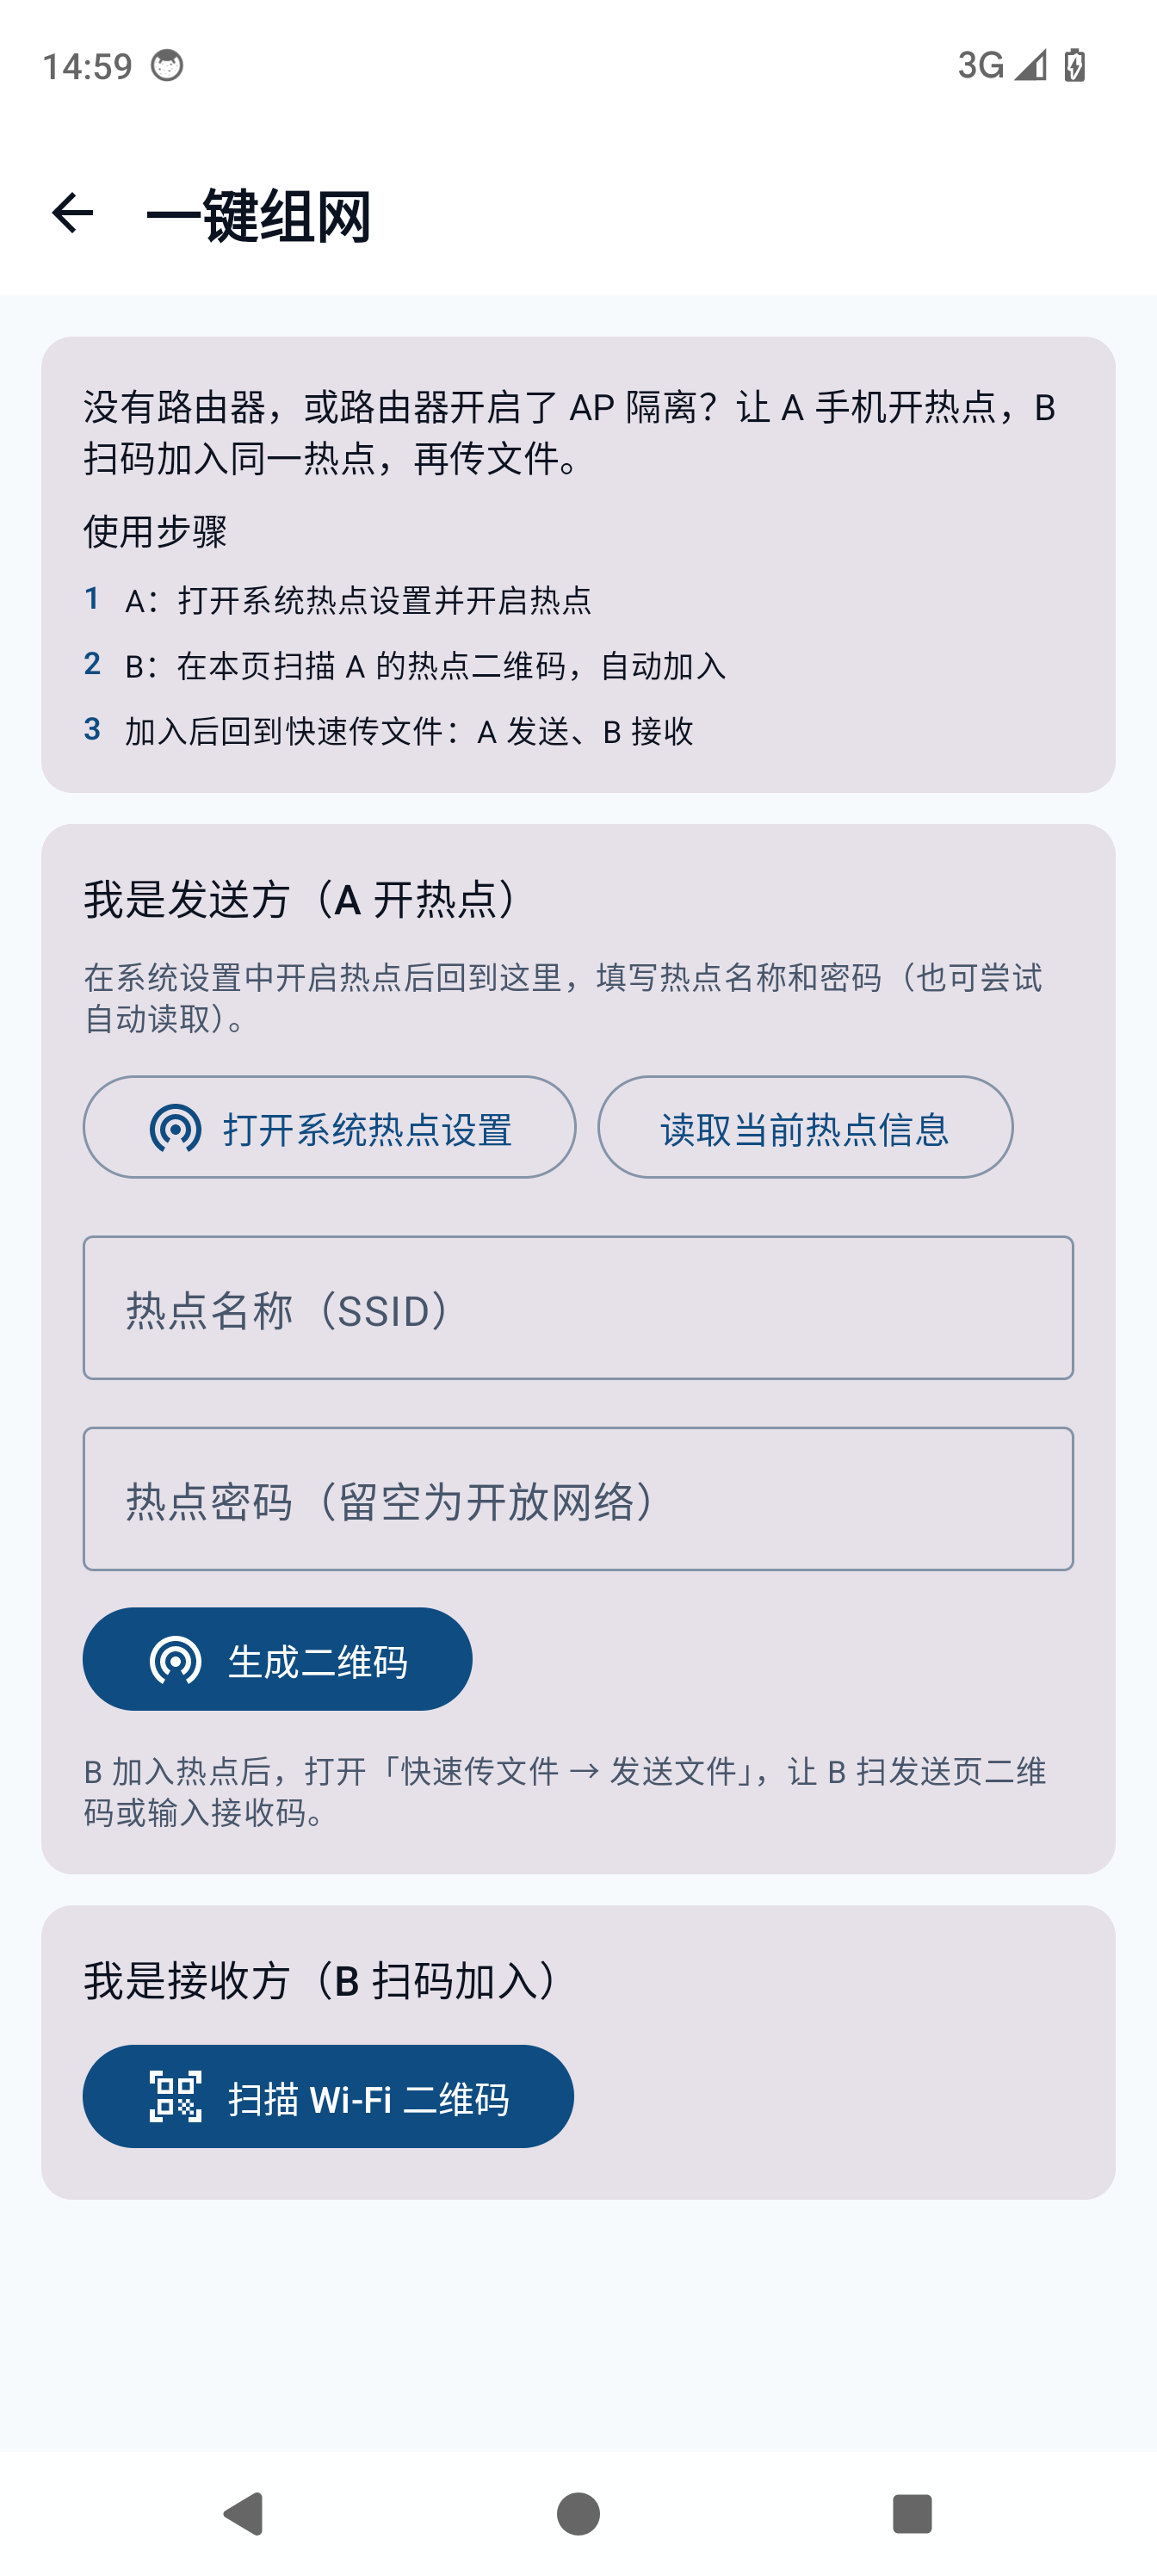 14:59
3G
一键组网
没有路由器，或路由器开启了 AP 隔离？让 A 手机开热点，B
扫码加入同一热点，再传文件。
使用步骤
1 A：打开系统热点设置并开启热点
2 B：在本页扫描 A 的热点二维码，自动加入
3 加入后回到快速传文件：A 发送、B 接收
我是发送方（A 开热点）
在系统设置中开启热点后回到这里，填写热点名称和密码（也可尝试
自动读取）。
打开系统热点设置
读取当前热点信息
热点名称（SSID）
热点密码（留空为开放网络）
生成二维码
B 加入热点后，打开「快速传文件 → 发送文件」，让 B 扫发送页二维
码或输入接收码。
我是接收方（B 扫码加入）
扫描 Wi-Fi 二维码